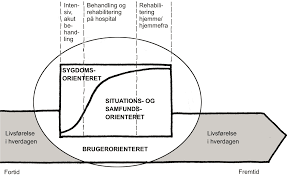 Inten-
siv,
akut
be-
handling
Behandling og
rehabilitering
på hospital
Rehabili-
tering
hjemme/
hjemmefra
SYGDOMS-
ORIENTERET
SITUATIONS- OG
SAMFUNDS-
ORIENTERET
BRUGERORIENTERET
Livsførelse
i hverdagen
Livsførelse
i hverdagen
Fortid
Fremtid